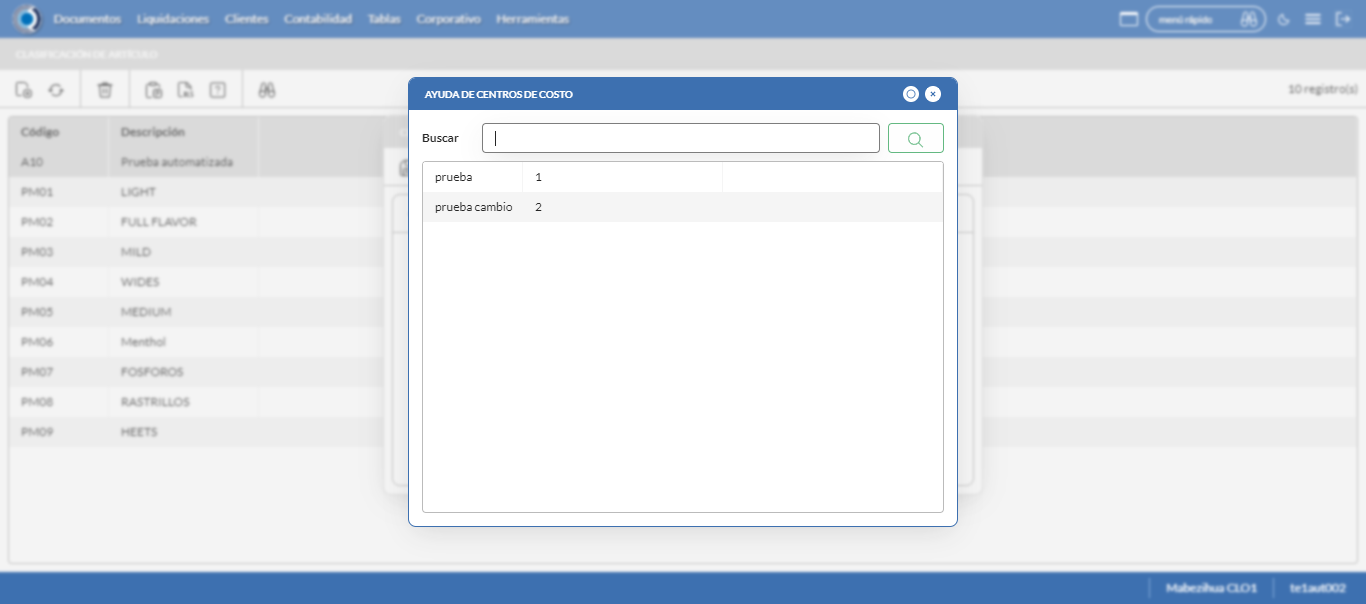 Documentos Liquidaciones Clientes Contabilidad Tablas Corporativo Herramientas menú rápido
CLASIFICACIÓN DE ARTÍCULO
10 registro(s)
AYUDA DE CENTROS DE COSTO
Buscar
prueba 1
prueba cambio 2
Código Descripción
A10 Prueba automatizada
PM01 LIGHT
PM02 FULL FLAVOR
PM03 MILD
PM04 WIDES
PM05 MEDIUM
PM06 Menthol
PM07 FOSFOROS
PM08 RASTRILLOS
PM09 HEETS
Mabezihua CLO1 te1aut002